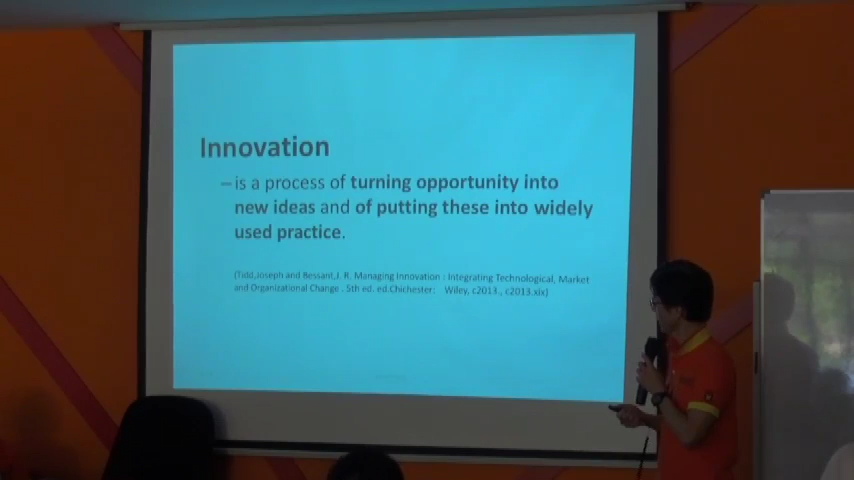 Innovation
– is a process of turning opportunity into
new ideas and of putting these into widely
used practice.
(Tidd,Joseph and Bessant,J. R. Managing Innovation : Integrating Technological, Market
and Organizational Change . 5th ed. ed.Chichester: Wiley, c2013., c2013.xix)